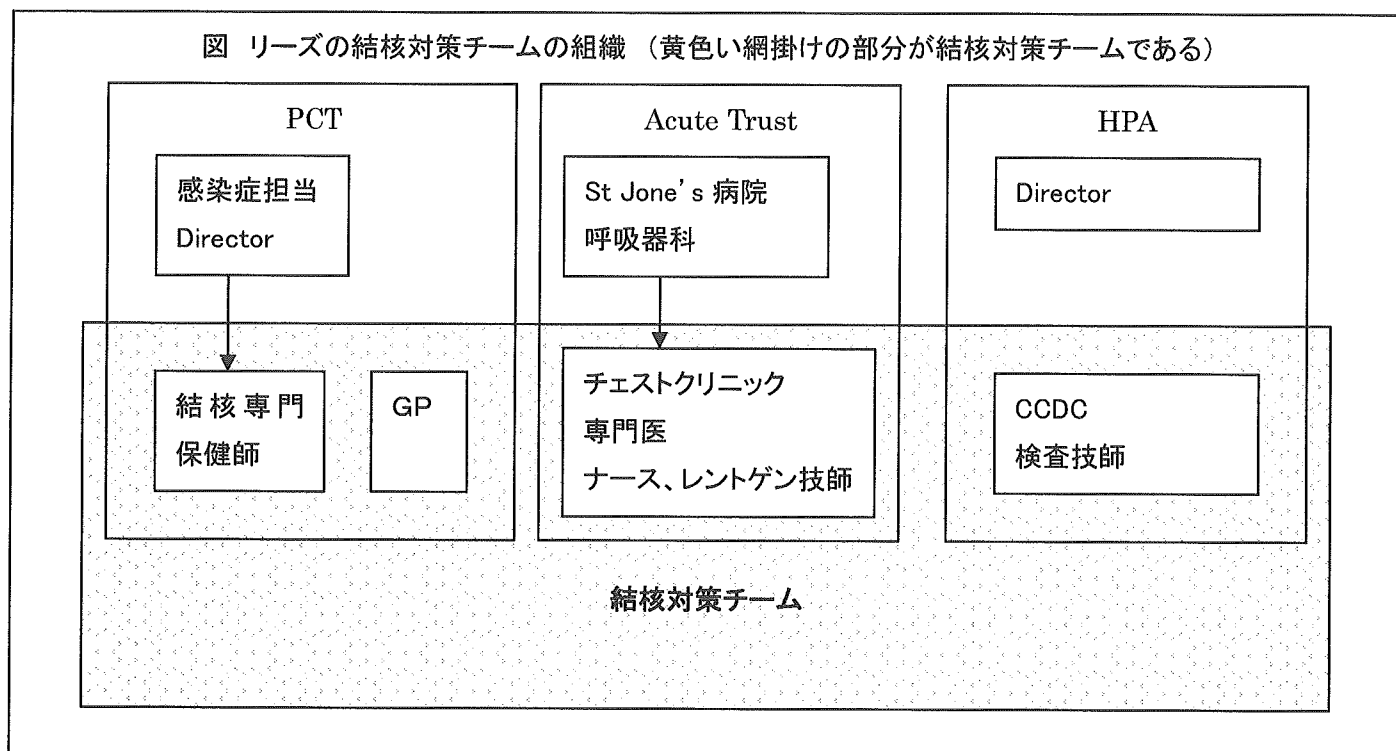 図 リーズの結核対策チームの組織 (黄色い網掛けの部分が結核対策チームである)
PCT
感染症担当
Director
結核専門
保健師
GP
Acute Trust
St Jone's 病院
呼吸器科
チェストクリニック
専門医
ナース、レントゲン技師
HPA
Director
CCDC
検査技師
結核対策チーム